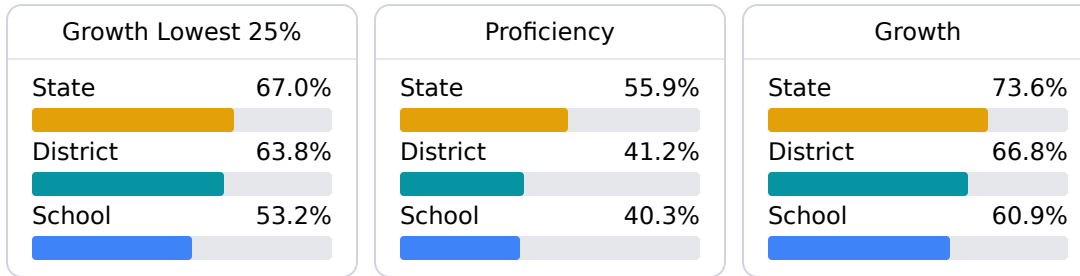 Growth Lowest 25%
State 67.0%
District 63.8%
School 53.2%
Proficiency
State 55.9%
District 41.2%
School 40.3%
Growth
State 73.6%
District 66.8%
School 60.9%